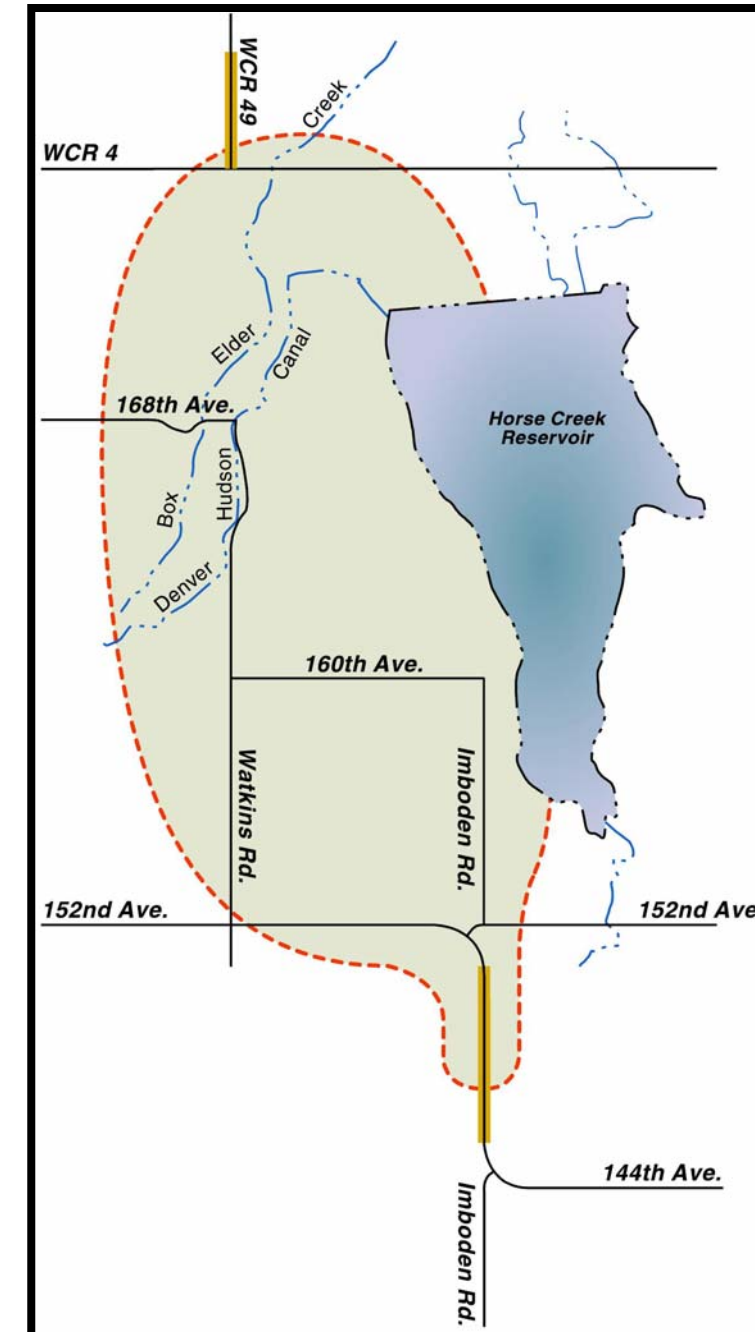 WCR 49
Creek
WCR 4
Elder
Canal
168th Ave.
Horse Creek
Reservoir
Box
Hudson
Denver
160th Ave.
Watkins Rd.
Imboden Rd.
152nd Ave.
152nd Ave
144th Ave.
Imboden Rd.